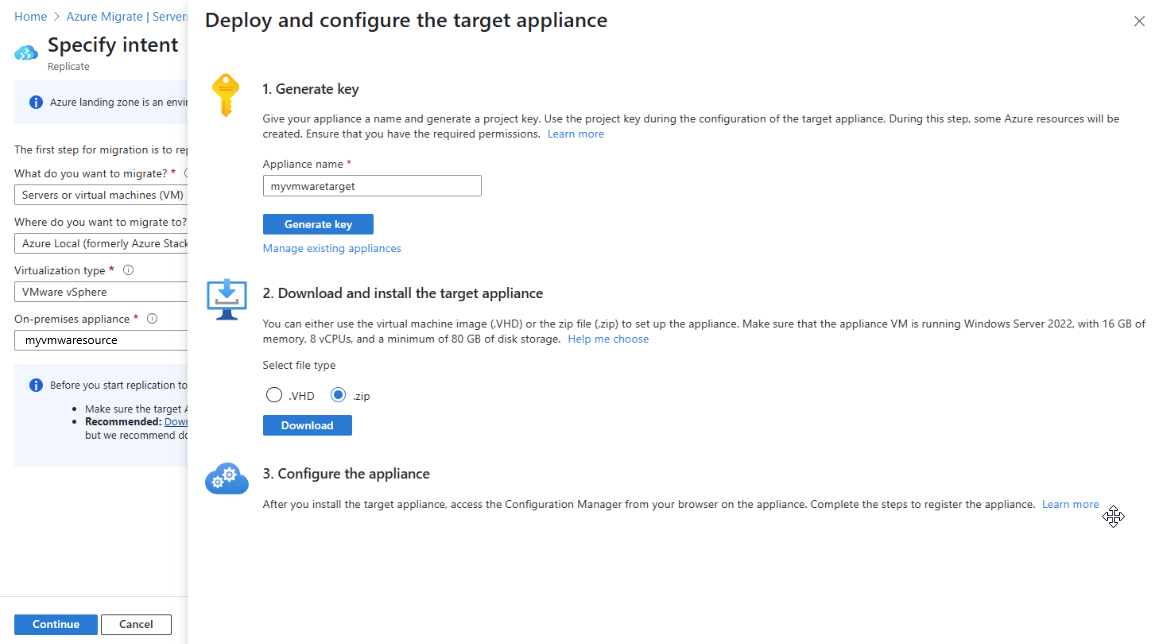 Home > Azure Migrate | Servers
Specify intent
Replicate
Azure landing zone is an
The first step for migration is to
What do you want to migrate? *
Servers or virtual machines (VM)
Where do you want to migrate to?
Azure Local (formerly Azure Stack
Virtualization type *
VMware vSphere
On-premises appliance *
myvmwaresource
Before you start replication to
• Make sure the target
• Recommended:
but we recommend
Continue
Cancel
Deploy and configure the target appliance
1. Generate key
Give your appliance a name and generate a project key. Use the project key during the configuration of the target appliance. During this step, some Azure resources will be
created. Ensure that you have the required permissions. Learn more
Appliance name *
myvmwaretarget
Generate key
Manage existing appliances
2. Download and install the target appliance
You can either use the virtual machine image (.VHD) or the zip file (.zip) to set up the appliance. Make sure that the appliance VM is running Windows Server 2022, with 16 GB of
memory, 8 vCPUs, and a minimum of 80 GB of disk storage. Help me choose
Select file type
.VHD
.zip
Download
3. Configure the appliance
After you install the target appliance, access the Configuration Manager from your browser on the appliance. Complete the steps to register the appliance. Learn more